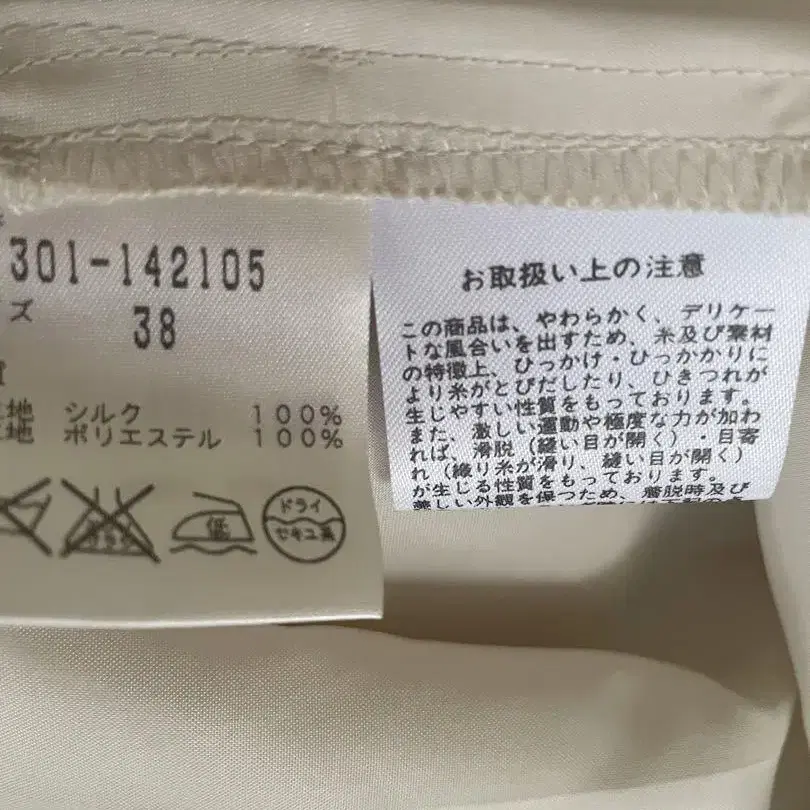 301-142105
ズ
38
地 シルク 100%
地 ポリエステル 100%
低
ドライ
セキユ系
お取扱い上の注意
この商品は、やわらかく、デリケー
トな風合いを出すため、糸及び素材
の特徴上、ひっかけ・ひっかかりに
より糸がとびだしたり、ひきつれが
生じやすい性質をもっております。
また、激しい運動や極度な力が加わ
れば、滑脱(縫い目が開く)・目寄
れ(織り糸が滑り、縫い目が開く)
が生じる性質をもっております。
美しい外観を保つため、着脱時及び